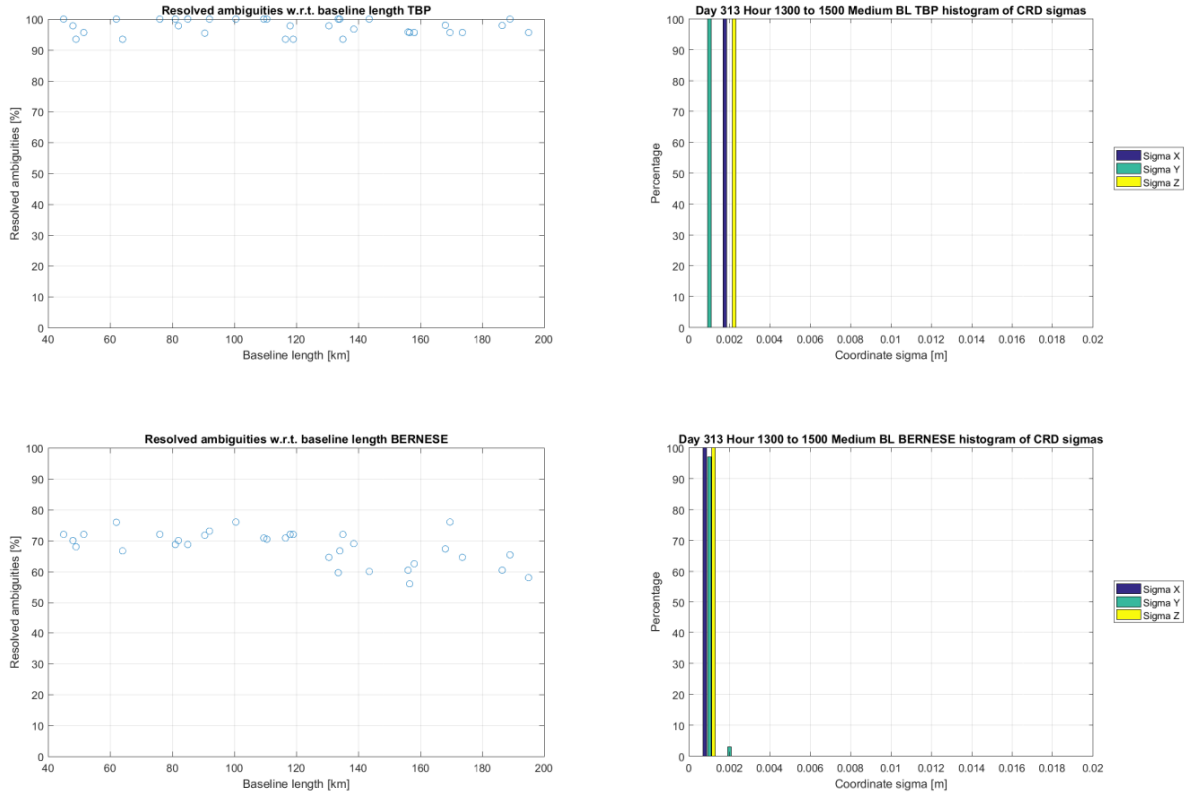 Resolved ambiguities w.r.t. baseline length TBP
100
90
80
70
60
50
40
30
20
10
0
Resolved ambiguities [%]
40 60 80 100 120 140 160 180 200
Baseline length [km]
Day 313 Hour 1300 to 1500 Medium BL TBP histogram of CRD sigmas
100
90
80
70
60
50
40
30
20
10
0
Percentage
0 0.002 0.004 0.006 0.008 0.01 0.012 0.014 0.016 0.018 0.02
Coordinate sigma [m]
Sigma X
Sigma Y
Sigma Z
Resolved ambiguities w.r.t. baseline length BERNESE
100
90
80
70
60
50
40
30
20
10
0
Resolved ambiguities [%]
40 60 80 100 120 140 160 180 200
Baseline length [km]
Day 313 Hour 1300 to 1500 Medium BL BERNESE histogram of CRD sigmas
100
90
80
70
60
50
40
30
20
10
0
Percentage
0 0.002 0.004 0.006 0.008 0.01 0.012 0.014 0.016 0.018 0.02
Coordinate sigma [m]
Sigma X
Sigma Y
Sigma Z